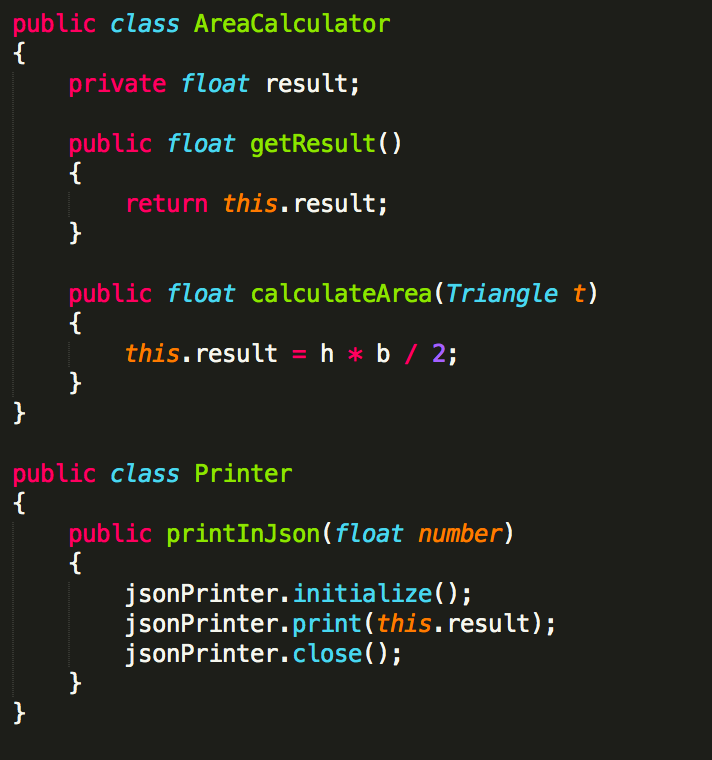 public class AreaCalculator
{
    private float result;

    public float getResult()
    {
        return this.result;
    }

    public float calculateArea(Triangle t)
    {
        this.result = h * b / 2;
    }
}

public class Printer
{
    public printInJson(float number)
    {
        jsonPrinter.initialize();
        jsonPrinter.print(this.result);
        jsonPrinter.close();
    }
}